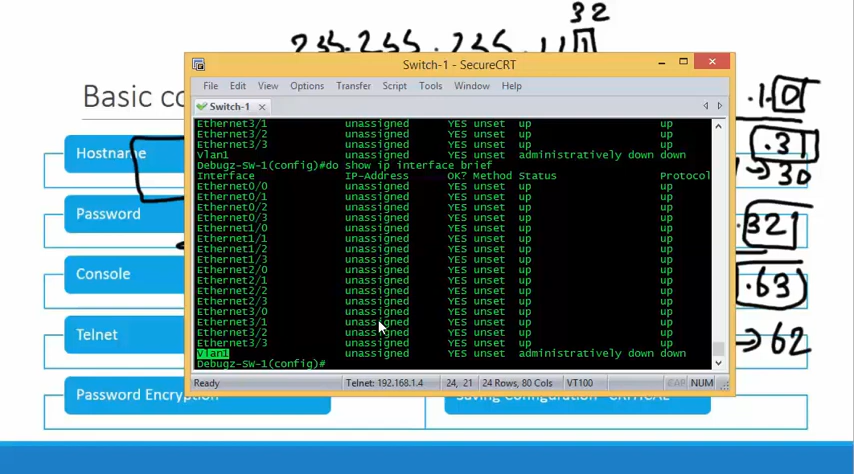 32
255.255.255.11 1
Switch-1 - SecureCRT
File Edit View Options Transfer Script Tools Window Help
Switch-1
Ethernet3/1 unassigned YES unset up up
Ethernet3/2 unassigned YES unset up up
Ethernet3/3 unassigned YES unset up up
Vlan1 unassigned YES unset administratively down down
Debugz-SW-1(config)#do show ip interface brief
Interface IP-Address OK? Method Status Protocol
Ethernet0/0 unassigned YES unset up up
Ethernet0/1 unassigned YES unset up up
Ethernet0/2 unassigned YES unset up up
Ethernet0/3 unassigned YES unset up up
Ethernet1/0 unassigned YES unset up up
Ethernet1/1 unassigned YES unset up up
Ethernet1/2 unassigned YES unset up up
Ethernet1/3 unassigned YES unset up up
Ethernet2/0 unassigned YES unset up up
Ethernet2/1 unassigned YES unset up up
Ethernet2/2 unassigned YES unset up up
Ethernet2/3 unassigned YES unset up up
Ethernet3/0 unassigned YES unset up up
Ethernet3/1 unassigned YES unset up up
Ethernet3/2 unassigned YES unset up up
Ethernet3/3 unassigned YES unset up up
Vlan1 unassigned YES unset administratively down down
Debugz-SW-1(config)#
Ready Telnet: 192.168.1.4 24, 21 24 Rows, 80 Cols VT100 CAP NUM
Basic co
Hostname
Password
Console
Telnet
Password Encryption
Saving Configuration - CRITICAL
.1.0
.31
→ 30
.32
.63
→ 62